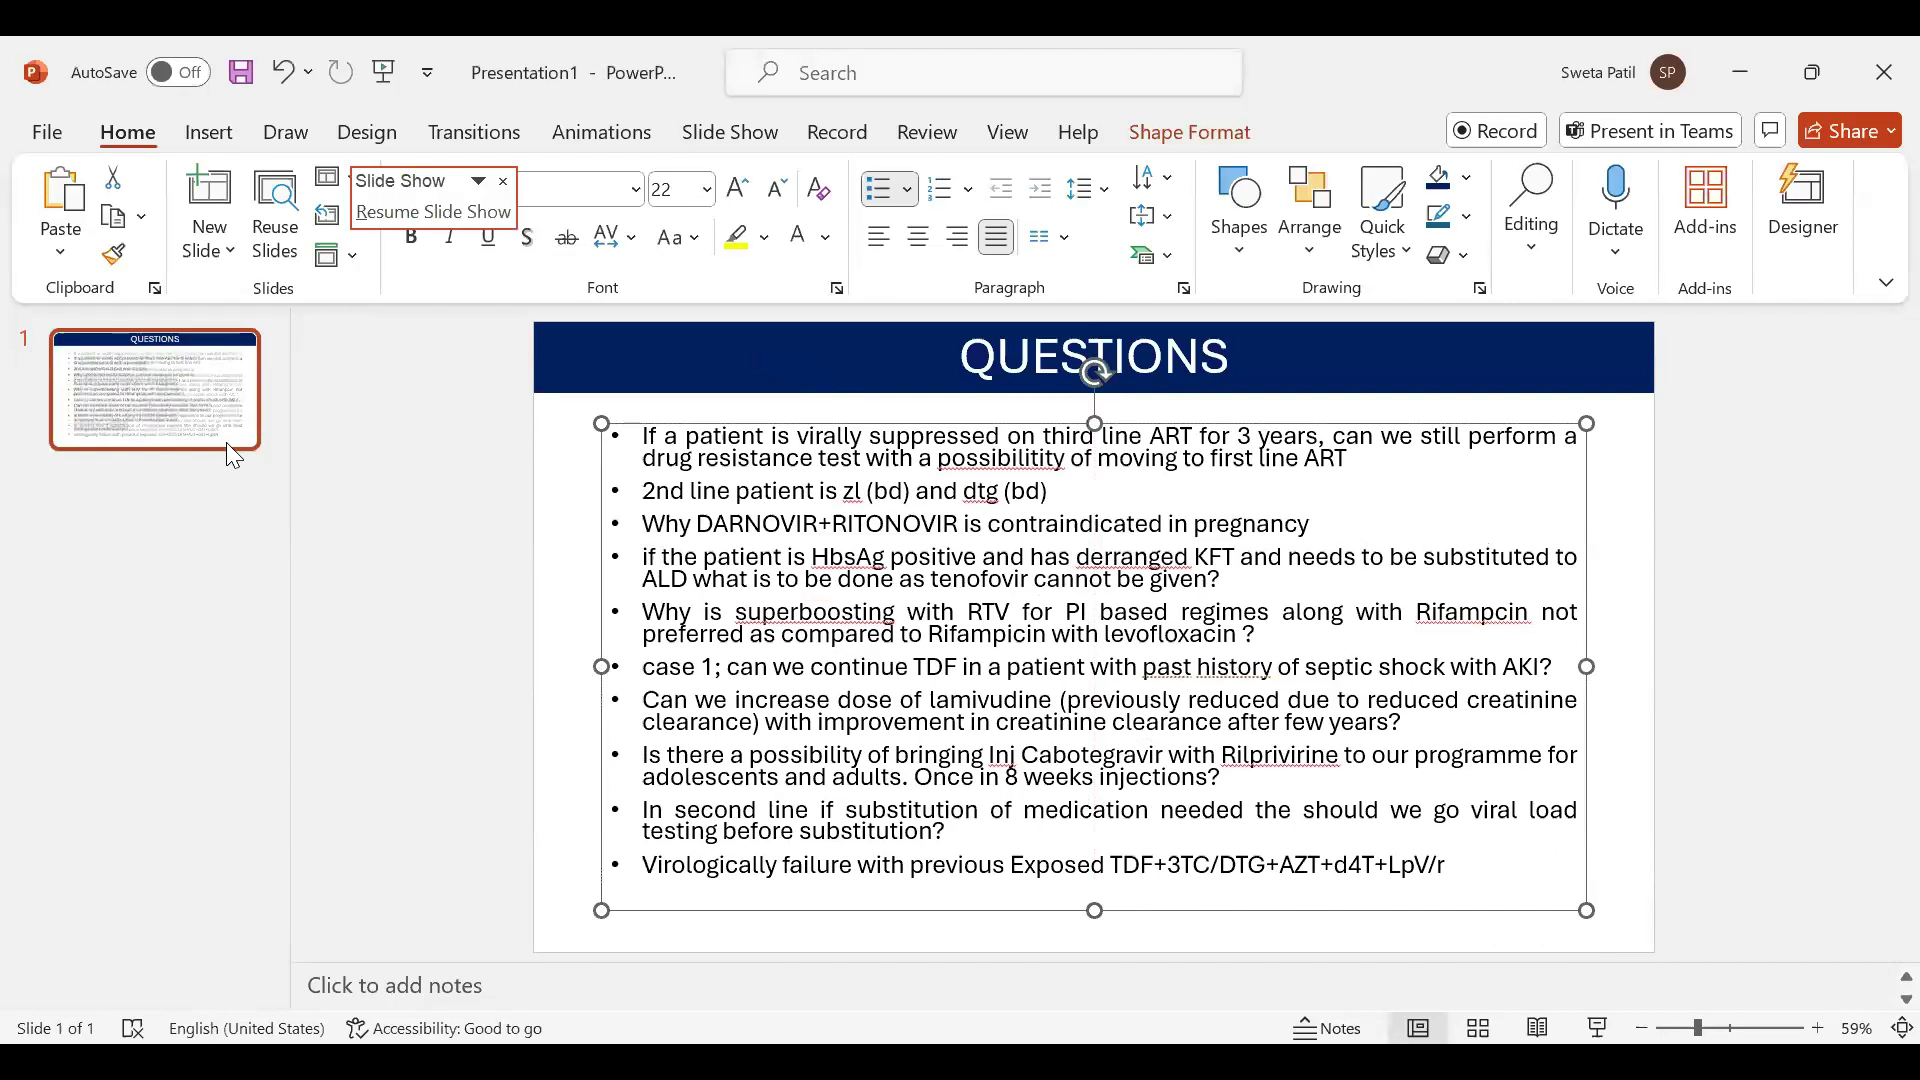 AutoSave Off Presentation1 - PowerP... Search Sweta Patil SP
File Home Insert Draw Design Transitions Animations Slide Show Record Review View Help Shape Format Record Present in Teams Share
Slide Show
Resume Slide Show
22
Paste
New
Slide
Reuse
Slides
B I U S ab AV Aa A
Shapes Arrange Quick
Styles
Editing Dictate Add-ins Designer
Clipboard Slides Font Paragraph Drawing Voice Add-ins
1
QUESTIONS
QUESTIONS
• If a patient is virally suppressed on third line ART for 3 years, can we still perform a
drug resistance test with a possibilitity of moving to first line ART
• 2nd line patient is zl (bd) and dtg (bd)
• Why DARNOVIR+RITONOVIR is contraindicated in pregnancy
• if the patient is HbsAg positive and has derranged KFT and needs to be substituted to
ALD what is to be done as tenofovir cannot be given?
• Why is superboosting with RTV for PI based regimes along with Rifampcin not
preferred as compared to Rifampicin with levofloxacin ?
• case 1; can we continue TDF in a patient with past history of septic shock with AKI?
• Can we increase dose of lamivudine (previously reduced due to reduced creatinine
clearance) with improvement in creatinine clearance after few years?
• Is there a possibility of bringing Inj Cabotegravir with Rilprivirine to our programme for
adolescents and adults. Once in 8 weeks injections?
• In second line if substitution of medication needed the should we go viral load
testing before substitution?
• Virologically failure with previous Exposed TDF+3TC/DTG+AZT+d4T+LpV/r
Click to add notes
Slide 1 of 1 English (United States) Accessibility: Good to go Notes 59%